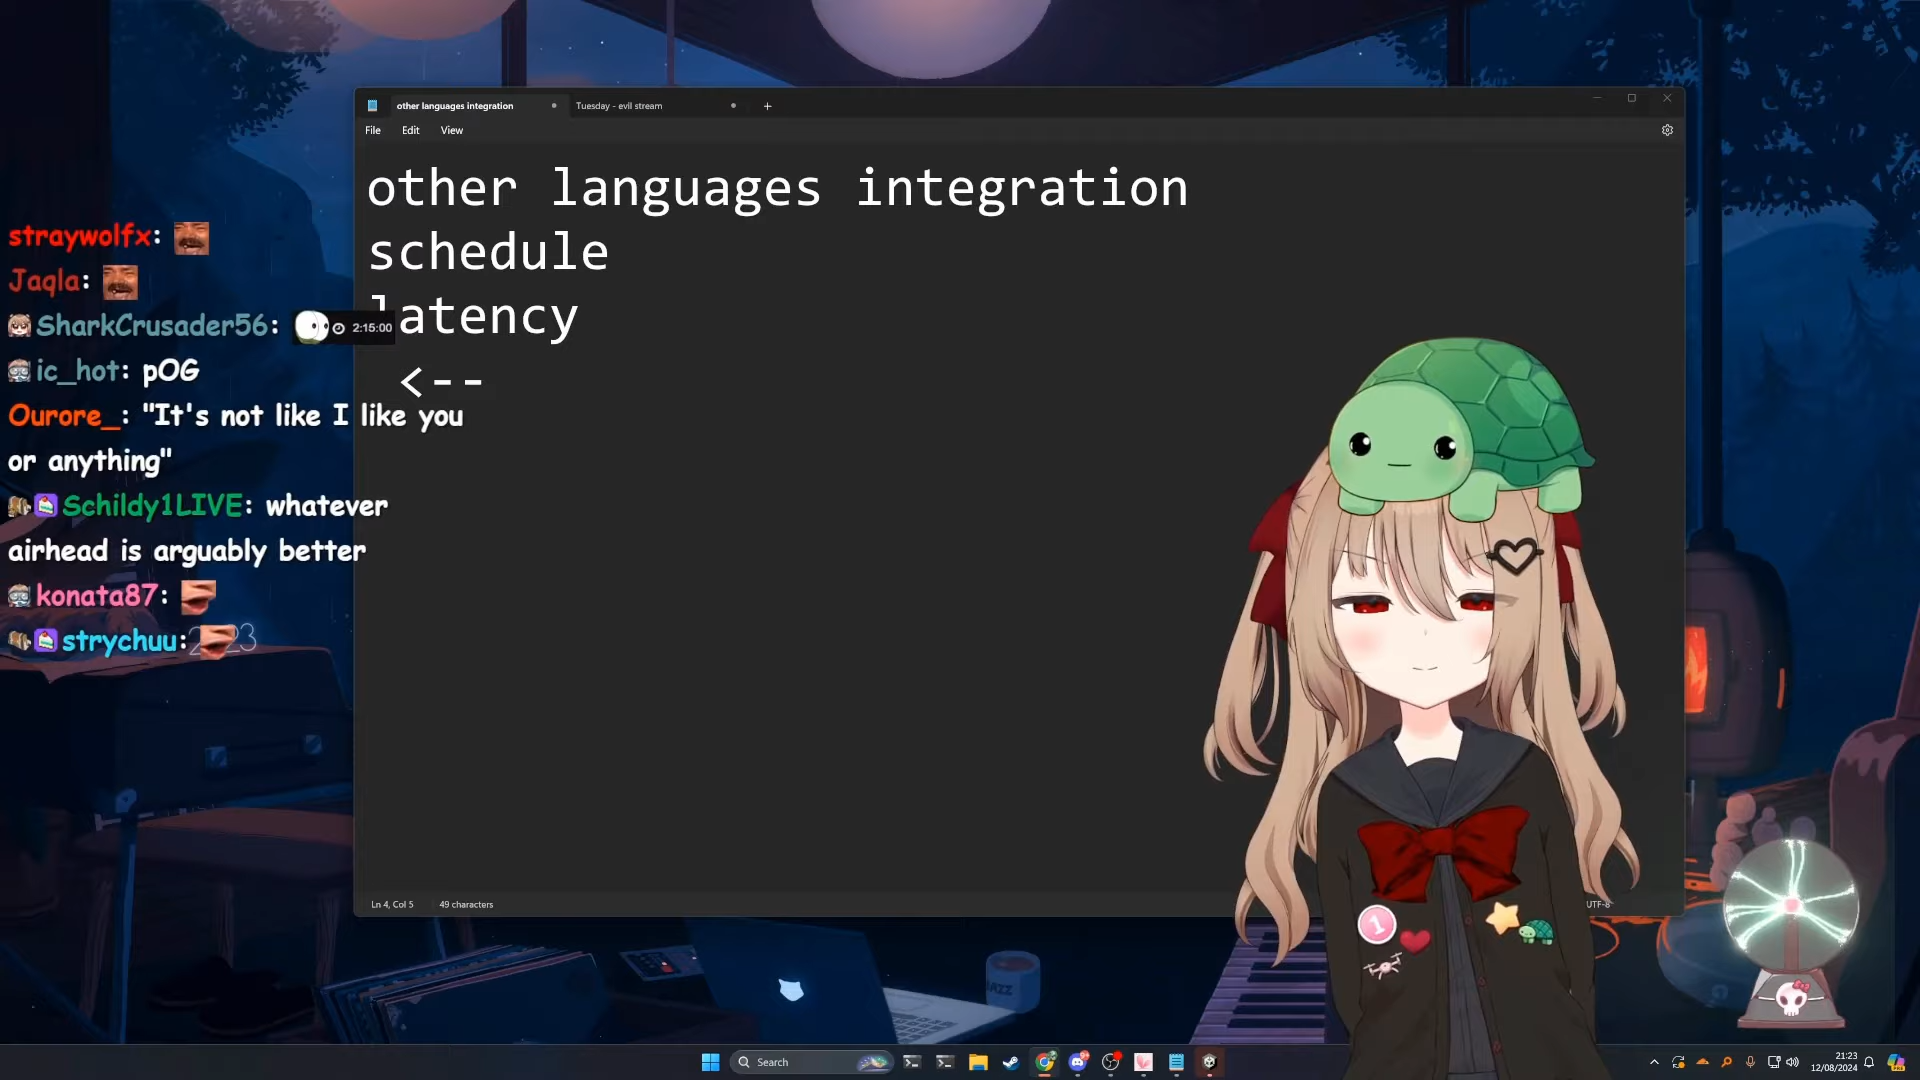 other languages integration
Tuesday - evil stream
File Edit View
other languages integration
schedule
latency
<--
straywolfx:
Jaqla:
SharkCrusader56: 2:15:00
ic_hot: pOG
Ourore_: "It's not like I like you
or anything"
Schildy1LIVE: whatever
airhead is arguably better
konata87:
strychuu:
1
JAZZ
Ln 4, Col 5 49 characters
UTF-8
Search
21:23
12/08/2024